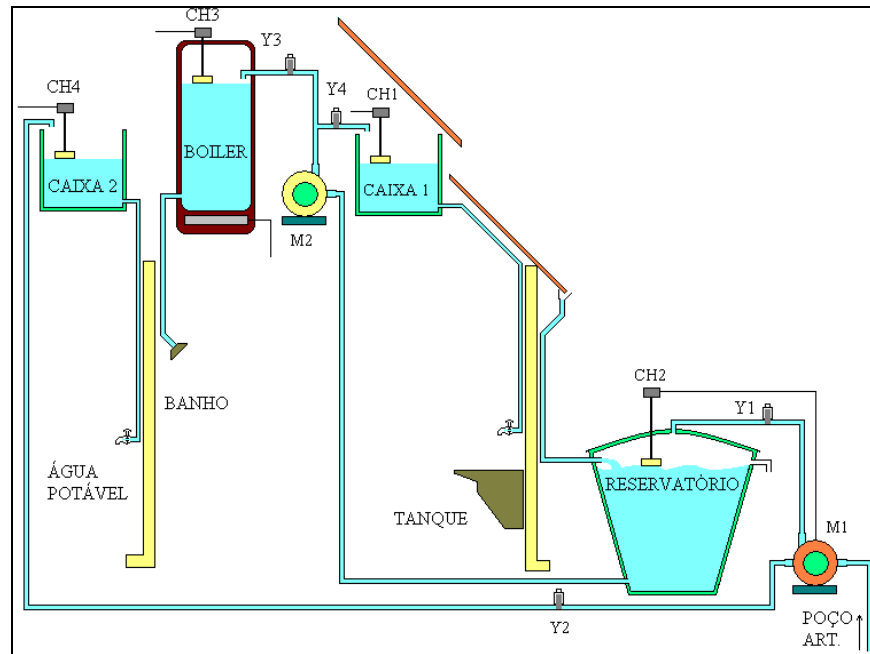 CH3
Y3
CH4
Y4
CH1
BOILER
CAIXA 2
CAIXA 1
M2
CH2
BANHO
Y1
ÁGUA
POTÁVEL
RESERVATÓRIO
TANQUE
M1
Y2
POÇO
ART.